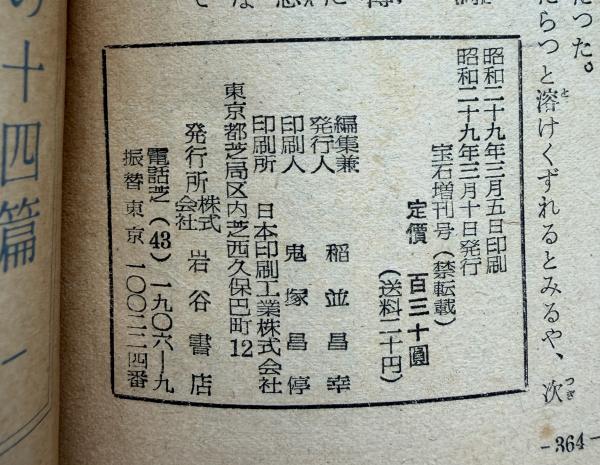 だつた。
だらつと溶けくずれるとみるや、次
と
つぎ
昭和二十九年三月五日印刷
昭和二十九年三月十日発行
宝石増刊号(禁転載)
定價 百三十圓
(送料二十円)
編集兼
発行人 稲並昌幸
印刷人 鬼塚昌停
印刷所 日本印刷工業株式会社
東京都芝局区内芝西久保巴町12
発行所 株式会社 岩谷書店
電話芝(43)一九〇六―九
振替東京一〇〇二二四番
の十四篇
-364-